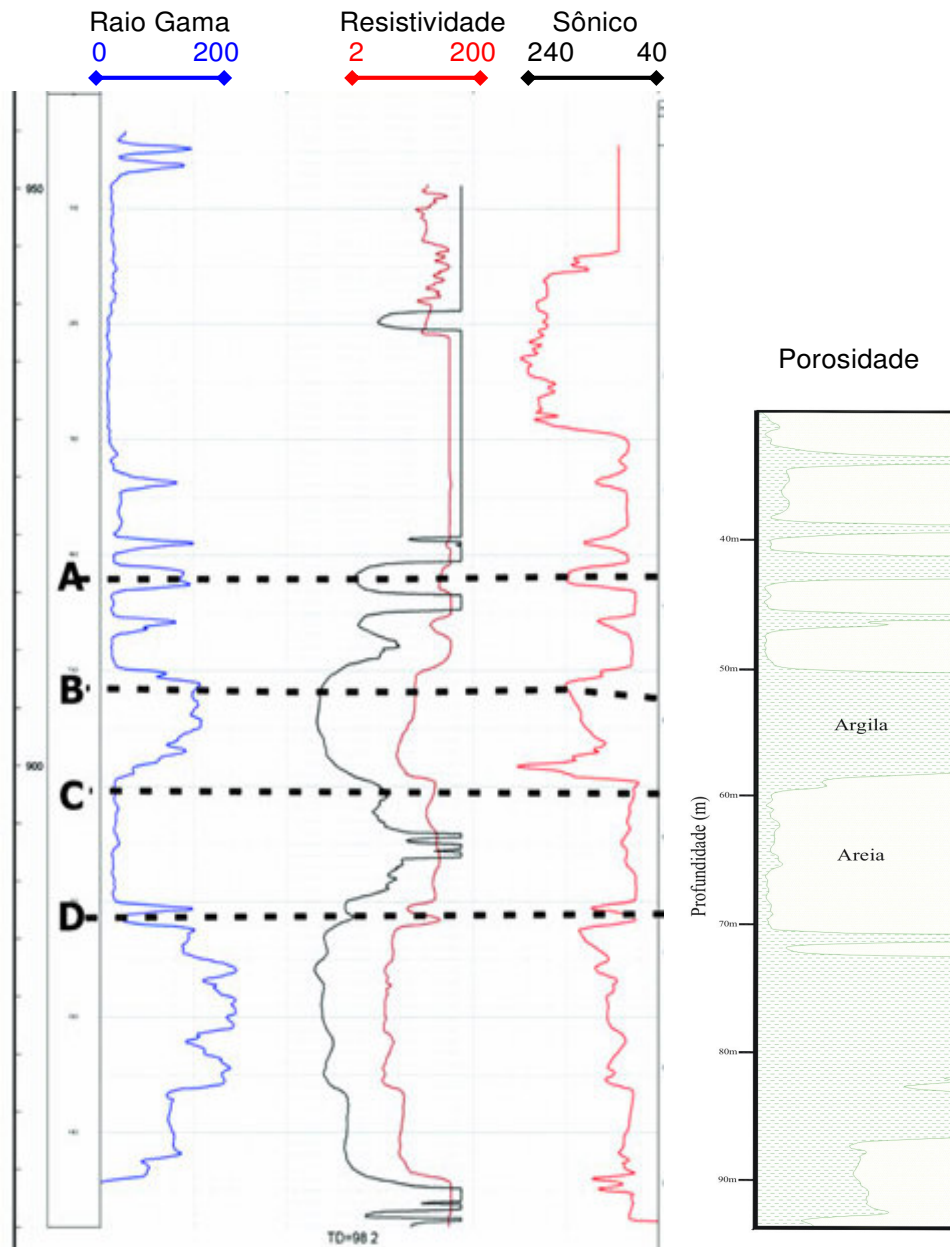 Raio Gama Resistividade Sônico
0 200 2 200 240 40
Porosidade
A
40m
B
50m
Argila
900
C
60m
Profundidade (m)
Areia
D
70m
80m
90m
TD=98.2